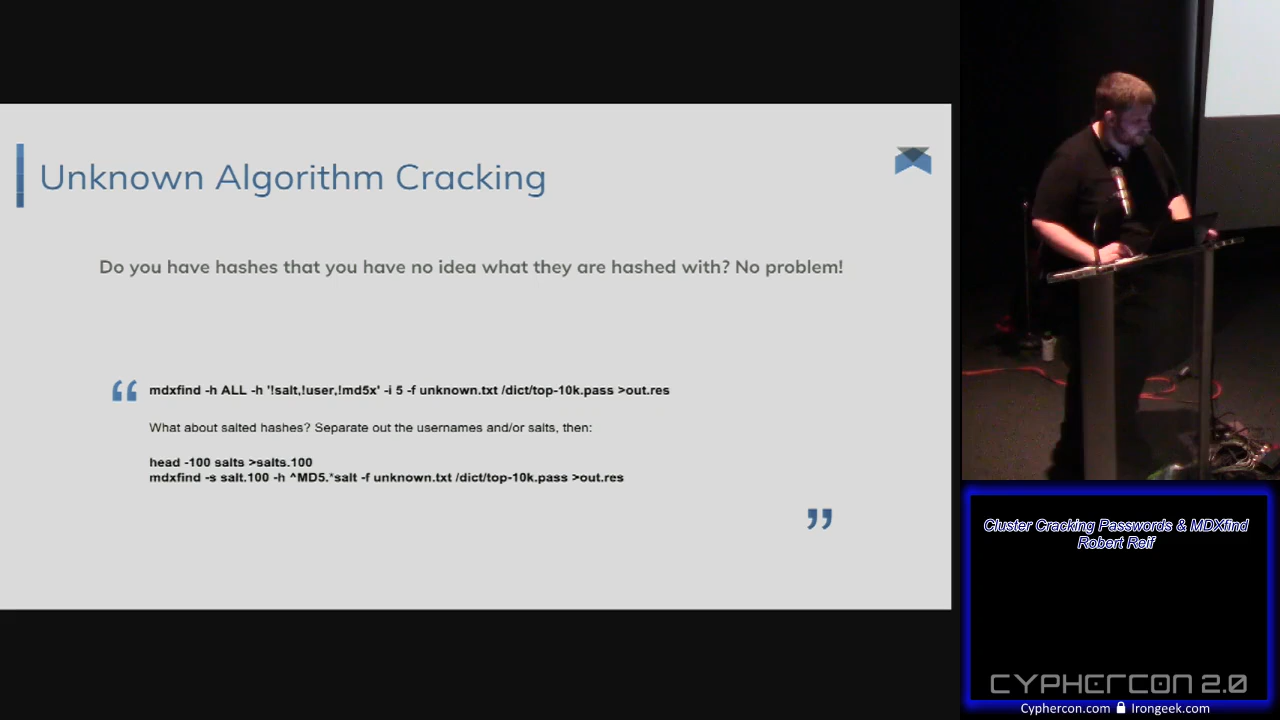 Unknown Algorithm Cracking
Do you have hashes that you have no idea what they are hashed with? No problem!
“ mdxfind -h ALL -h '!salt,!user,!md5x' -i 5 -f unknown.txt /dict/top-10k.pass >out.res
What about salted hashes? Separate out the usernames and/or salts, then:
head -100 salts >salts.100
mdxfind -s salt.100 -h ^MD5.*salt -f unknown.txt /dict/top-10k.pass >out.res
”
Cluster Cracking Passwords & MDXfind
Robert Reif
CYPHERCON 2.0
Cyphercon.com Irongeek.com